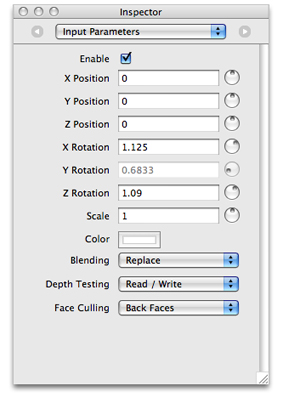 Inspector
Input Parameters
Enable
X Position 0
Y Position 0
Z Position 0
X Rotation 1.125
Y Rotation 0.6833
Z Rotation 1.09
Scale 1
Color
Blending Replace
Depth Testing Read / Write
Face Culling Back Faces